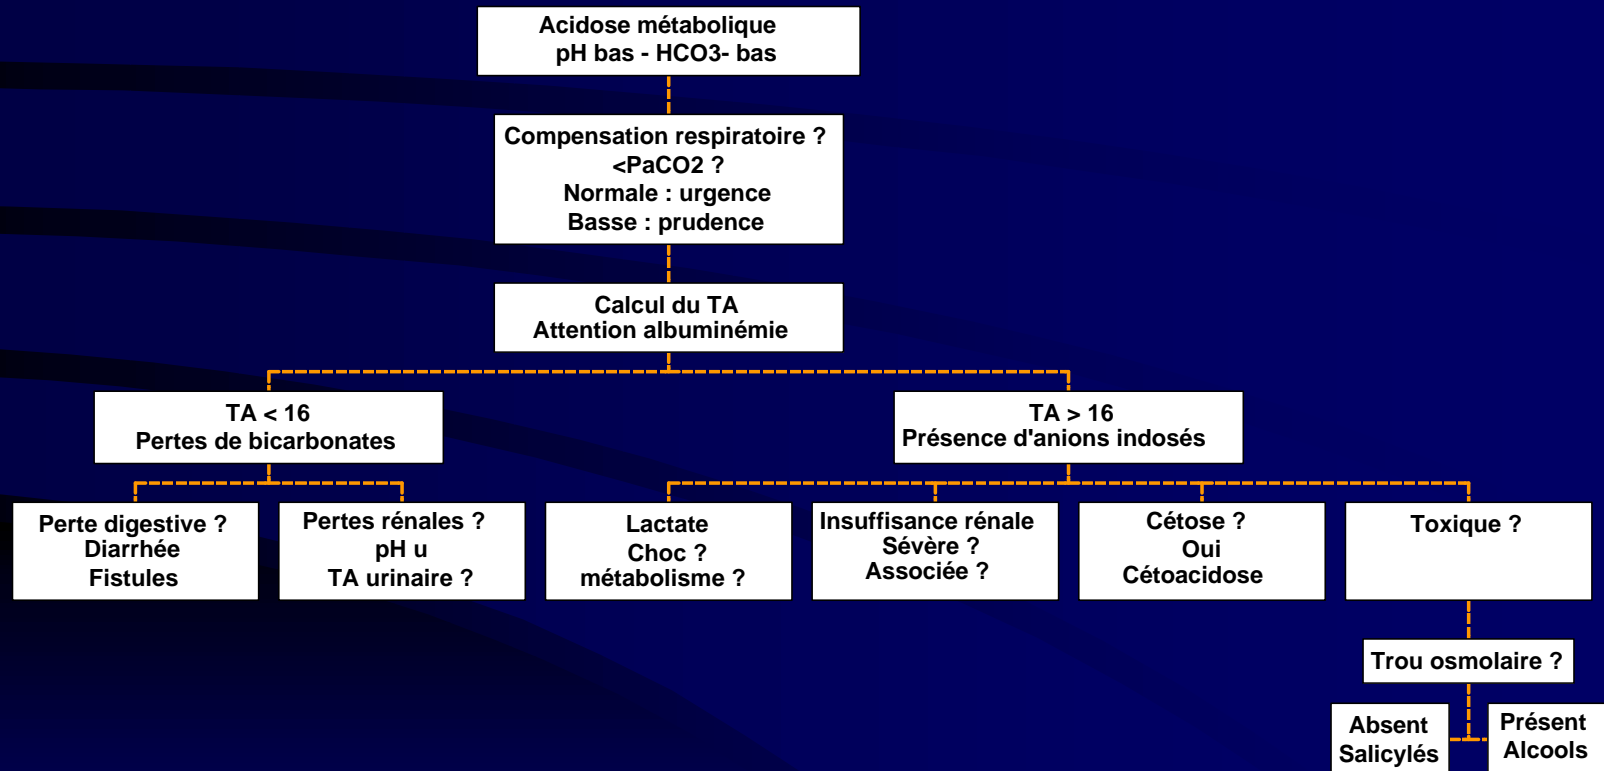 Acidose métabolique
pH bas - HCO3- bas
Compensation respiratoire ?
<PaCO2 ?
Normale : urgence
Basse : prudence
Calcul du TA
Attention albuminémie
TA < 16
Pertes de bicarbonates
TA > 16
Présence d'anions indosés
Perte digestive ?
Diarrhée
Fistules
Pertes rénales ?
pH u
TA urinaire ?
Lactate
Choc ?
métabolisme ?
Insuffisance rénale
Sévère ?
Associée ?
Cétose ?
Oui
Cétoacidose
Toxique ?
Trou osmolaire ?
Absent
Salicylés
Présent
Alcools